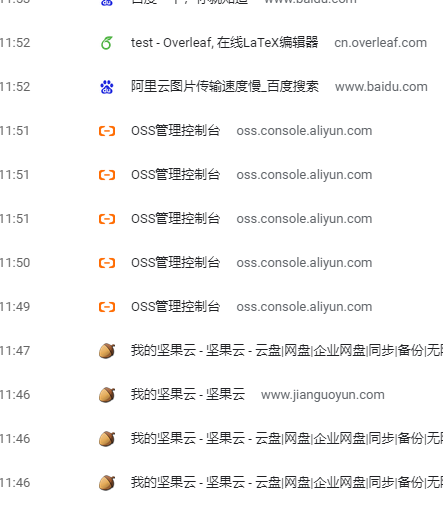 11:52 test - Overleaf, 在线LaTeX编辑器 cn.overleaf.com
11:52 阿里云图片传输速度慢_百度搜索 www.baidu.com
11:51 OSS管理控制台 oss.console.aliyun.com
11:51 OSS管理控制台 oss.console.aliyun.com
11:51 OSS管理控制台 oss.console.aliyun.com
11:50 OSS管理控制台 oss.console.aliyun.com
11:49 OSS管理控制台 oss.console.aliyun.com
11:47 我的坚果云 - 坚果云 - 云盘|网盘|企业网盘|同步|备份|无
11:46 我的坚果云 - 坚果云 www.jianguoyun.com
11:46 我的坚果云 - 坚果云 - 云盘|网盘|企业网盘|同步|备份|无
11:46 我的坚果云 - 坚果云 - 云盘|网盘|企业网盘|同步|备份|无